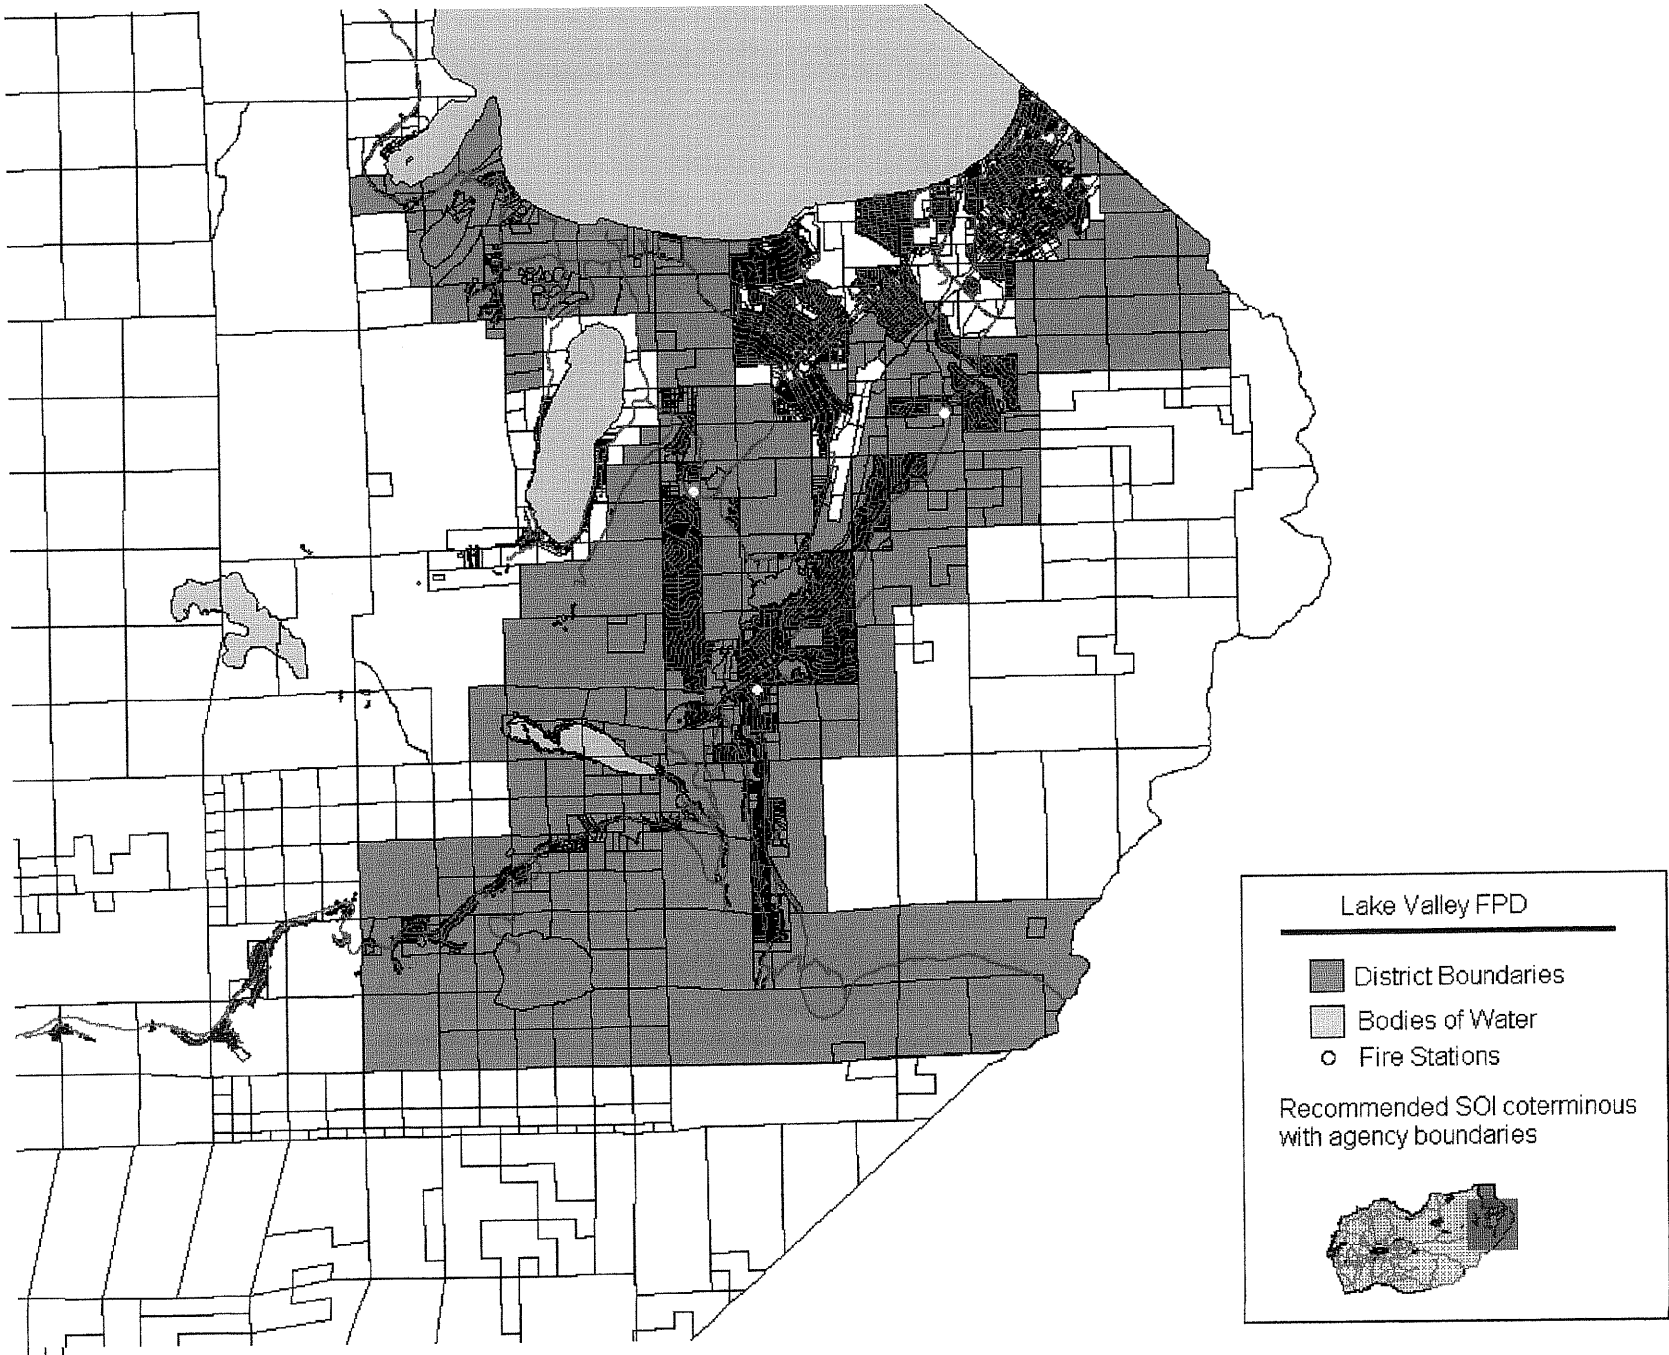 Lake Valley FPD
District Boundaries
Bodies of Water
Fire Stations
Recommended SOI coterminous
with agency boundaries